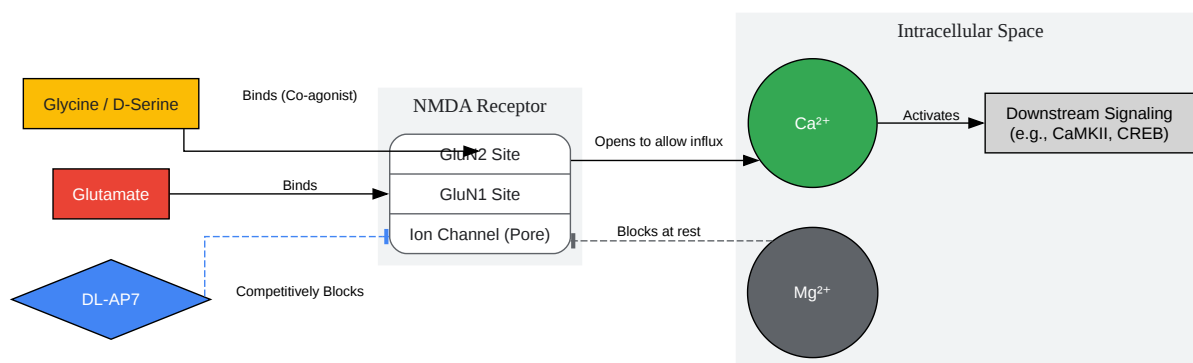 Intracellular Space
Glycine / D-Serine
Binds (Co-agonist)
NMDA Receptor
GluN2 Site
Opens to allow influx
Ca²⁺
Activates
Downstream Signaling
(e.g., CaMKII, CREB)
Glutamate
Binds
GluN1 Site
Ion Channel (Pore)
Blocks at rest
DL-AP7
Competitively Blocks
Mg²⁺